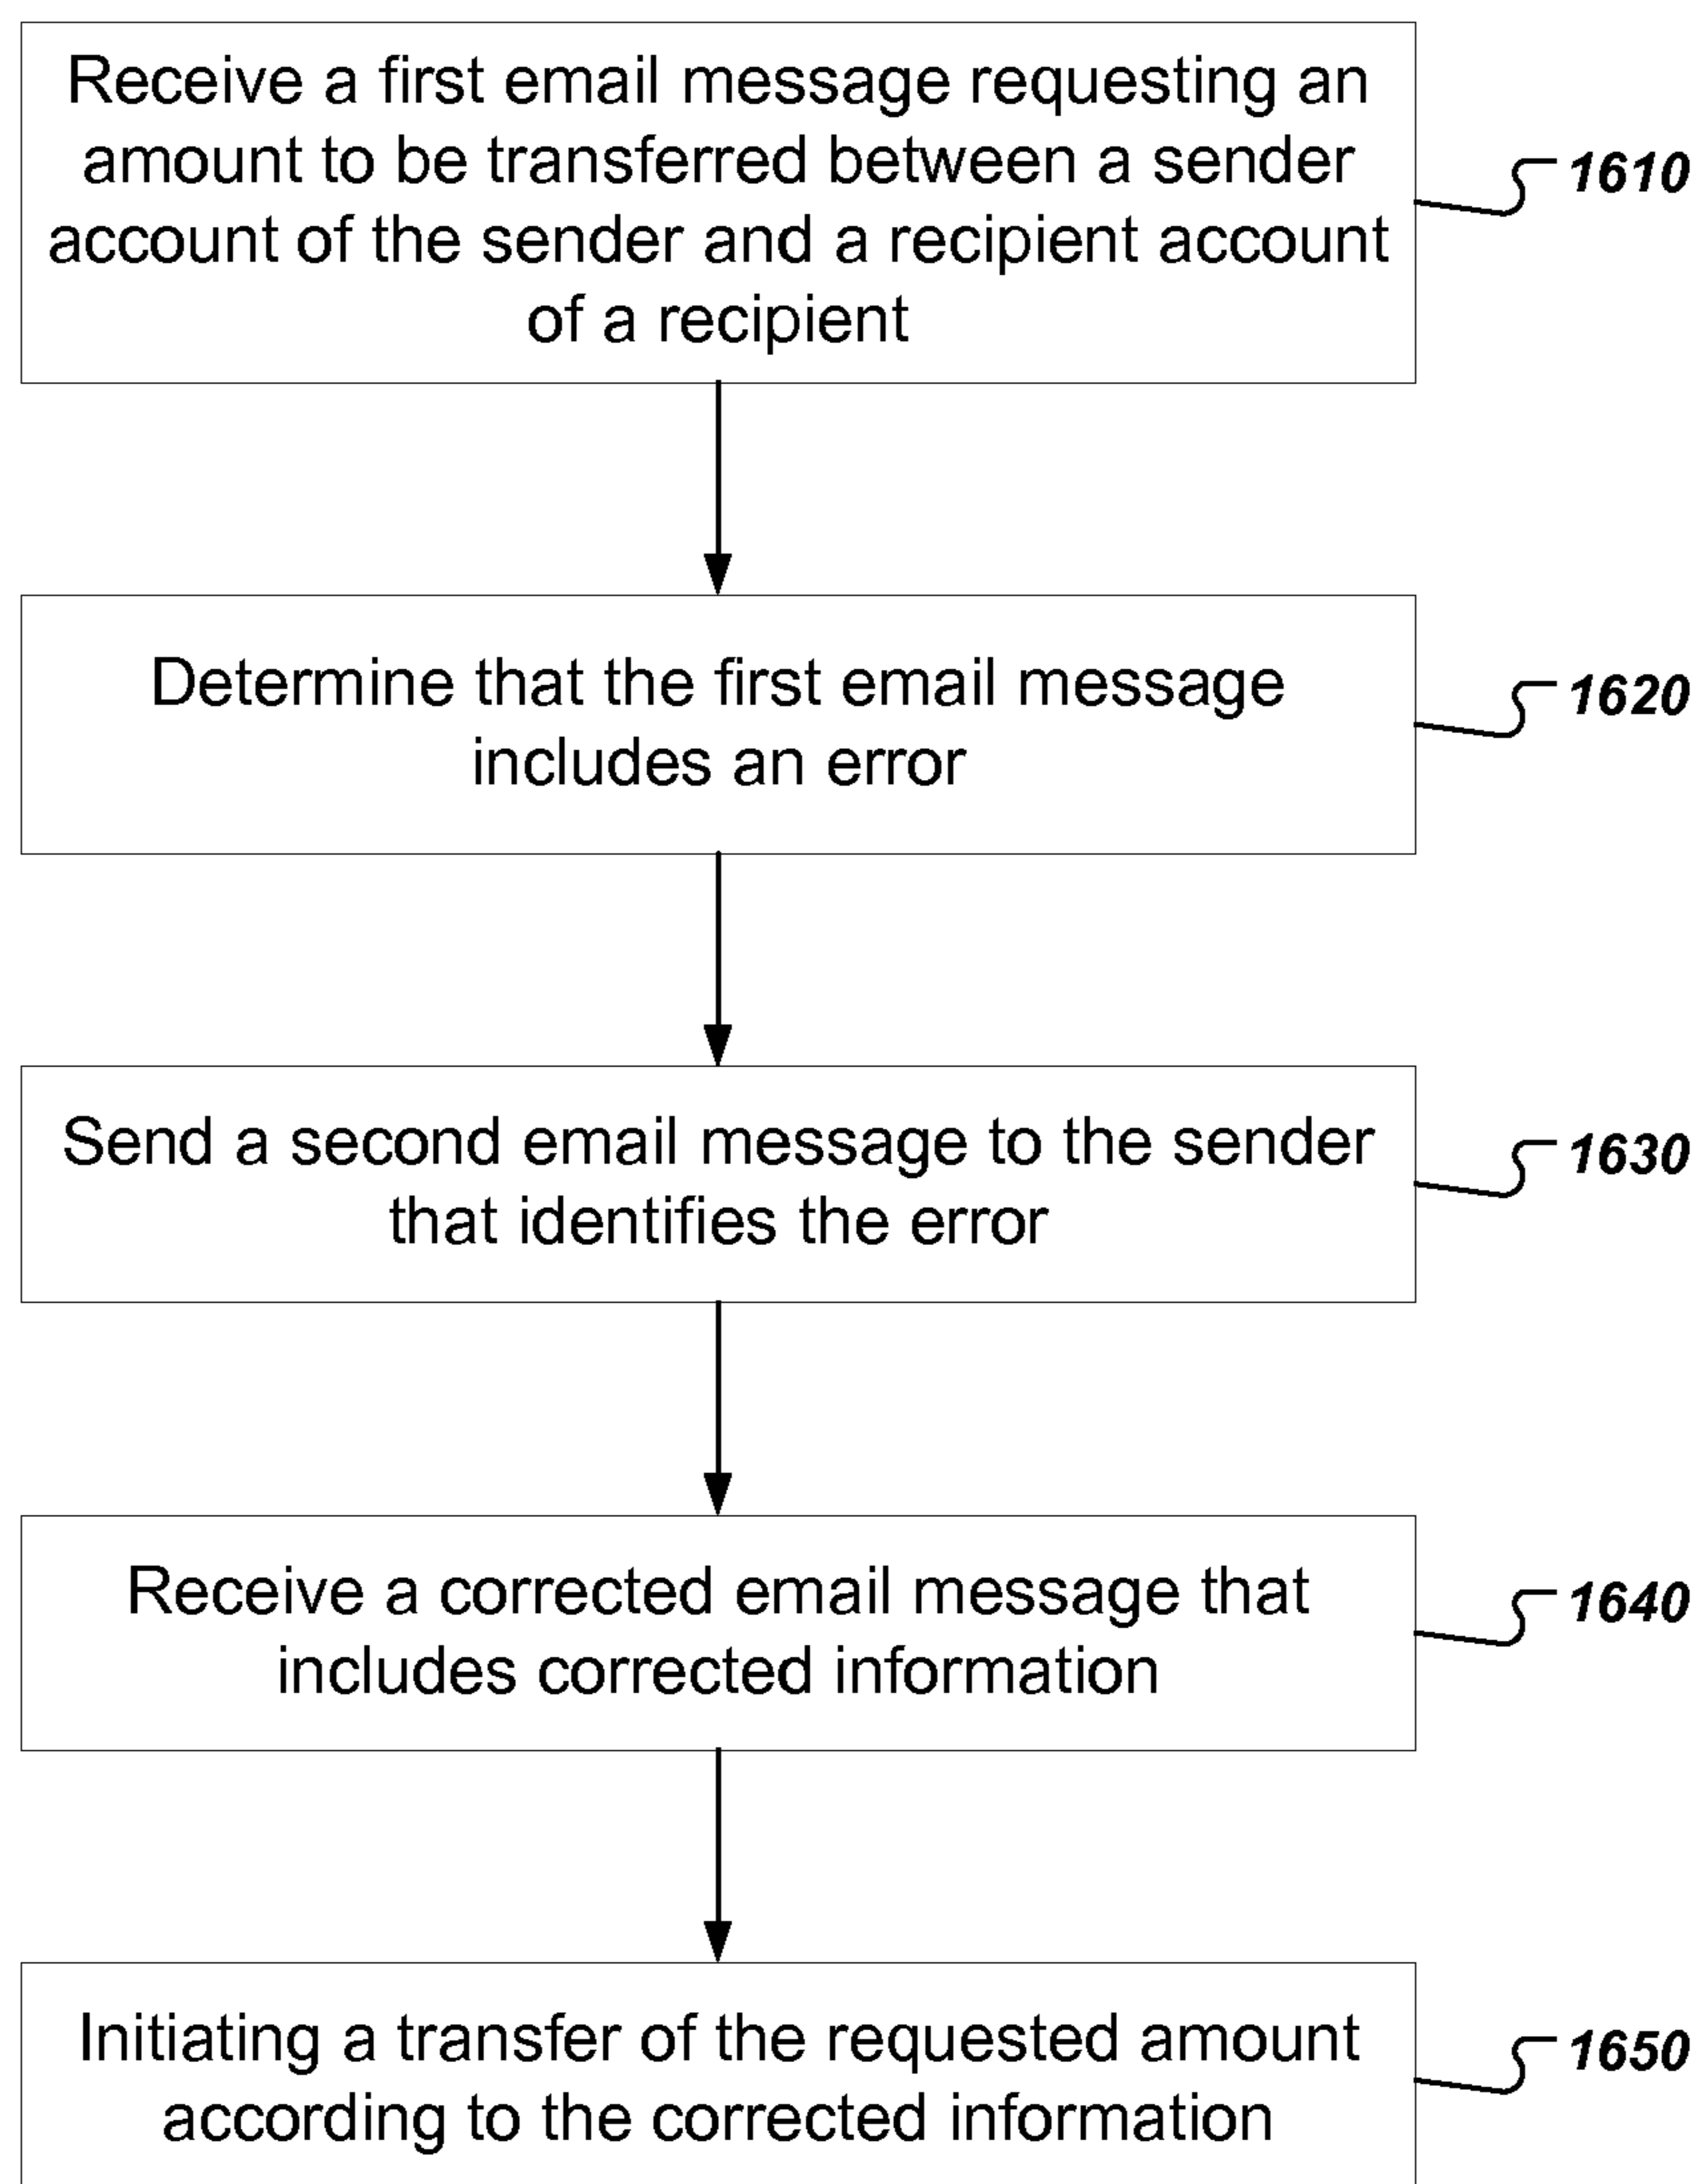 Receive a first email message requesting an
amount to be transferred between a sender
account of the sender and a recipient account
of a recipient
1610
Determine that the first email message
includes an error
1620
Send a second email message to the sender
that identifies the error
1630
Receive a corrected email message that
includes corrected information
1640
Initiating a transfer of the requested amount
according to the corrected information
1650